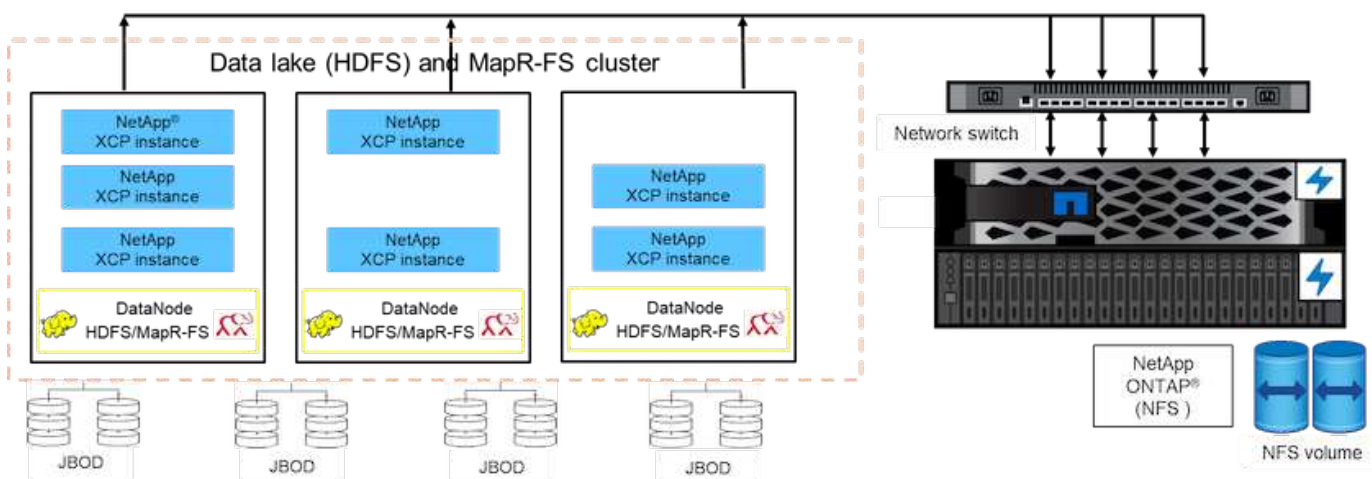 Data lake (HDFS) and MapR-FS cluster
NetApp®
XCP instance
NetApp
XCP instance
NetApp
XCP instance
DataNode
HDFS/MapR-FS
NetApp
XCP instance
NetApp
XCP instance
DataNode
HDFS/MapR-FS
NetApp
XCP instance
NetApp
XCP instance
DataNode
HDFS/MapR-FS
JBOD
JBOD
JBOD
JBOD
Network switch
NetApp
ONTAP®
(NFS )
NFS volume